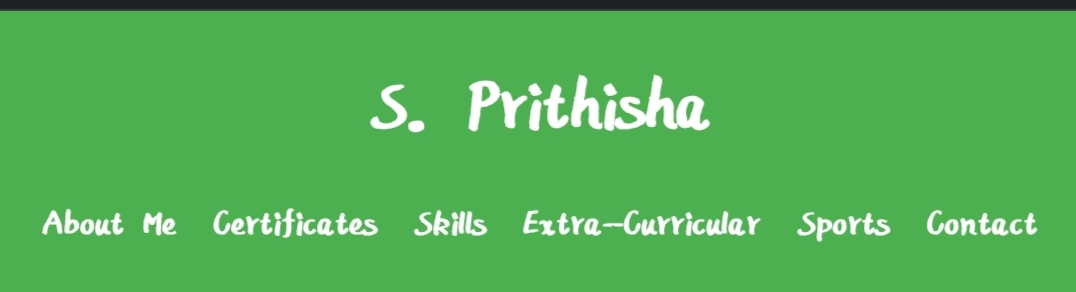 S. Prithisha
About Me Certificates Skills Extra-Curricular Sports Contact